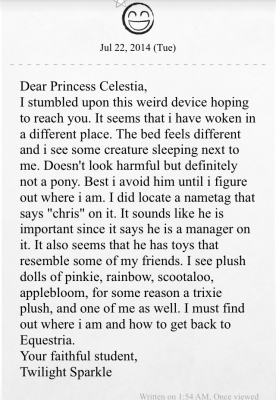 Jul 22, 2014 (Tue)
Dear Princess Celestia,
I stumbled upon this weird device hoping
to reach you. It seems that i have woken in
a different place. The bed feels different
and i see some creature sleeping next to
me. Doesn't look harmful but definitely
not a pony. Best i avoid him until i figure
out where i am. I did locate a nametag that
says "chris" on it. It sounds like he is
important since it says he is a manager on
it. It also seems that he has toys that
resemble some of my friends. I see plush
dolls of pinkie, rainbow, scootaloo,
applebloom, for some reason a trixie
plush, and one of me as well. I must find
out where i am and how to get back to
Equestria.
Your faithful student,
Twilight Sparkle
Written on 1:54 AM, Once viewed